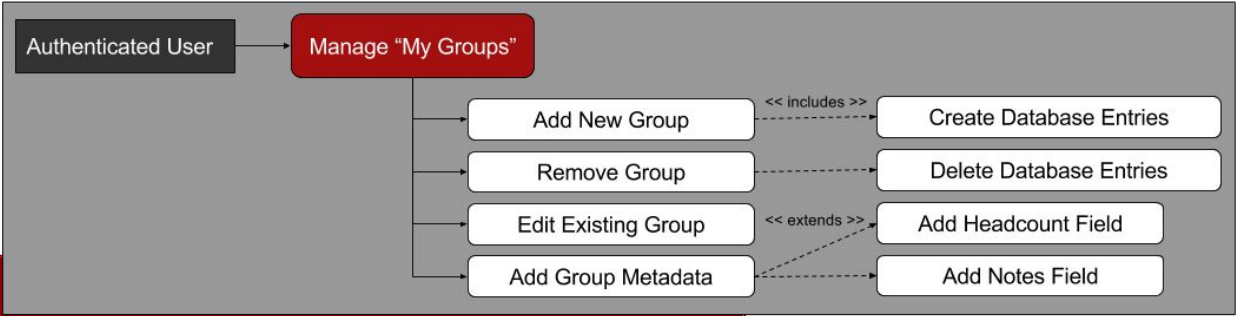 Authenticated User
Manage “My Groups”
Add New Group
<< includes >>
Create Database Entries
Remove Group
Delete Database Entries
Edit Existing Group
<< extends >>
Add Headcount Field
Add Group Metadata
Add Notes Field